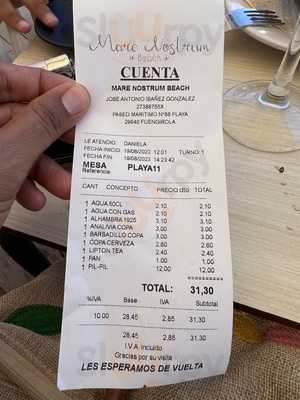 Mare Nostrum
Beach
CUENTA
MARE NOSTRUM BEACH
JOSE ANTONIO IBAÑEZ GONZALEZ
27388755X
PASEO MARITIMO Nº88 PLAYA
29640 FUENGIROLA
LE ATENDIO: DANIELA
FECHA INICIO: 19/08/2023 12:01 TURNO:1
FECHA FIN: 19/08/2023 14:23:42
MESA PLAYA11
Referencia
CANT CONCEPTO PRECIO UNI TOTAL
1 AGUA 50CL 2.10 2.10
1 AGUA CON GAS 2.10 2.10
1 ALHAMBRA 1925 3.10 3.10
1 ANALIVIA COPA 3.00 3.00
1 BARBADILLO COPA 3.00 3.00
1 COPA CERVEZA 2.60 2.60
1 LIPTON TEA 2.40 2.40
1 PAN 1.00 1.00
1 PIL-PIL 12.00 12.00
TOTAL: 31,30
%IVA Base IVA Subtotal
10.00 28.45 2.85 31,30
28.45 2.85 31,30
I.V.A. Incluido
Gracias por su visita
LES ESPERAMOS DE VUELTA